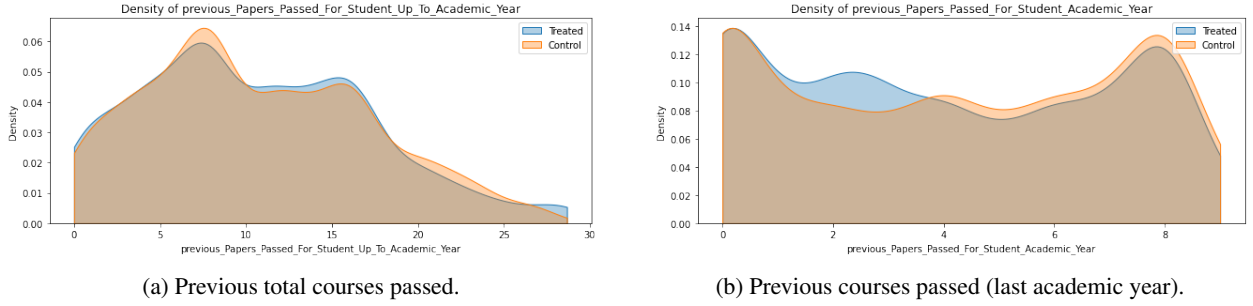 Density of previous_Papers_Passed_For_Student_Up_To_Academic_Year
Treated
Control
0.06
0.05
0.04
0.03
0.02
0.01
0.00
Density
0 5 10 15 20 25 30
previous_Papers_Passed_For_Student_Up_To_Academic_Year
(a) Previous total courses passed.
Density of previous_Papers_Passed_For_Student_Academic_Year
Treated
Control
0.14
0.12
0.10
0.08
0.06
0.04
0.02
0.00
Density
0 2 4 6 8
previous_Papers_Passed_For_Student_Academic_Year
(b) Previous courses passed (last academic year).